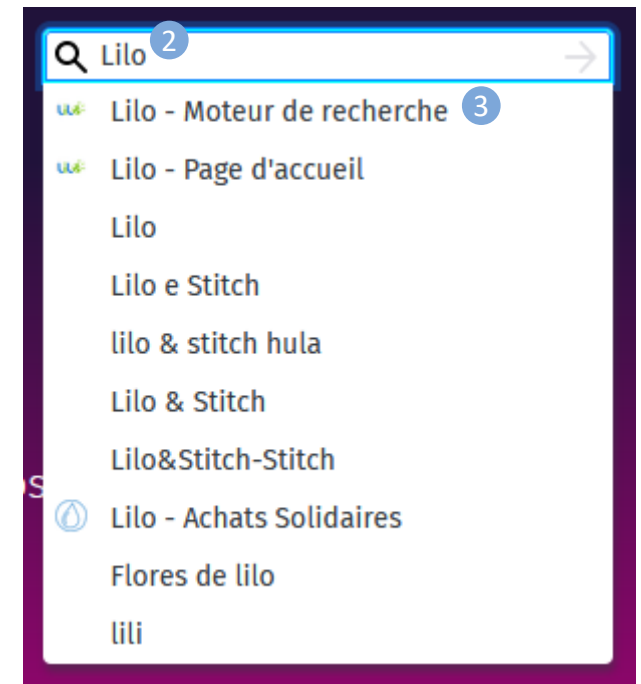 Lilo 2
Lilo - Moteur de recherche 3
Lilo - Page d'accueil
Lilo
Lilo e Stitch
lilo & stitch hula
Lilo & Stitch
Lilo&Stitch-Stitch
Lilo - Achats Solidaires
Flores de lilo
lili